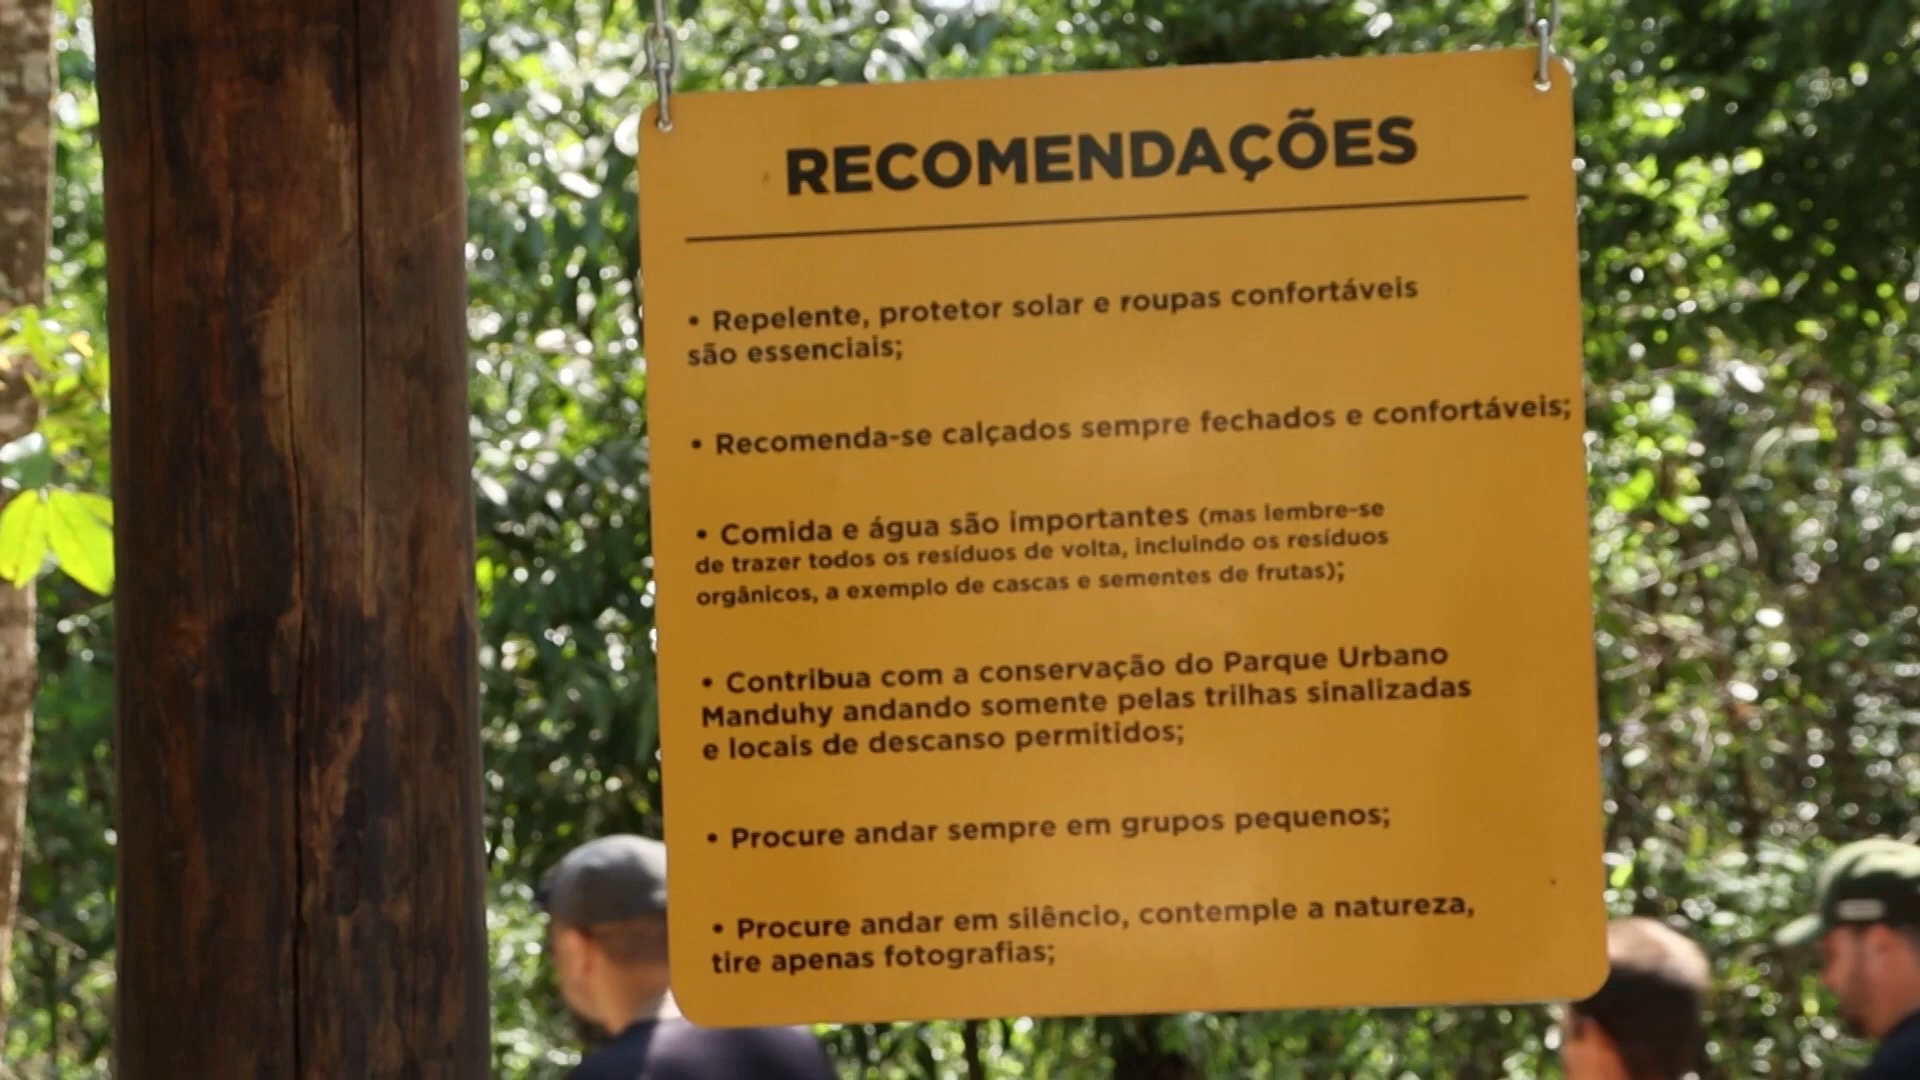 RECOMENDAÇÕES
• Repelente, protetor solar e roupas confortáveis
são essenciais;
• Recomenda-se calçados sempre fechados e confortáveis;
• Comida e água são importantes (mas lembre-se
de trazer todos os resíduos de volta, incluindo os resíduos
orgânicos, a exemplo de cascas e sementes de frutas);
• Contribua com a conservação do Parque Urbano
Manduhy andando somente pelas trilhas sinalizadas
e locais de descanso permitidos;
• Procure andar sempre em grupos pequenos;
• Procure andar em silêncio, contemple a natureza,
tire apenas fotografias;